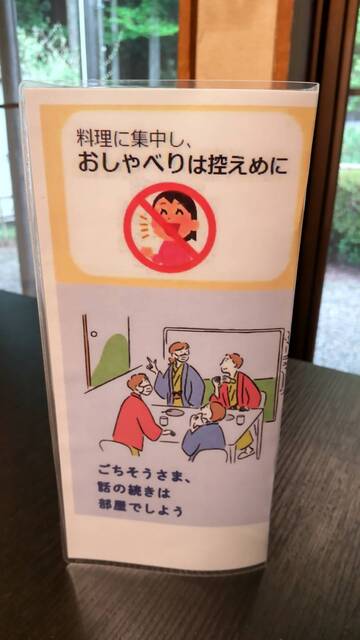 料理に集中し、
おしゃべりは控えめに
ごちそうさま、
話の続きは
部屋でしよう